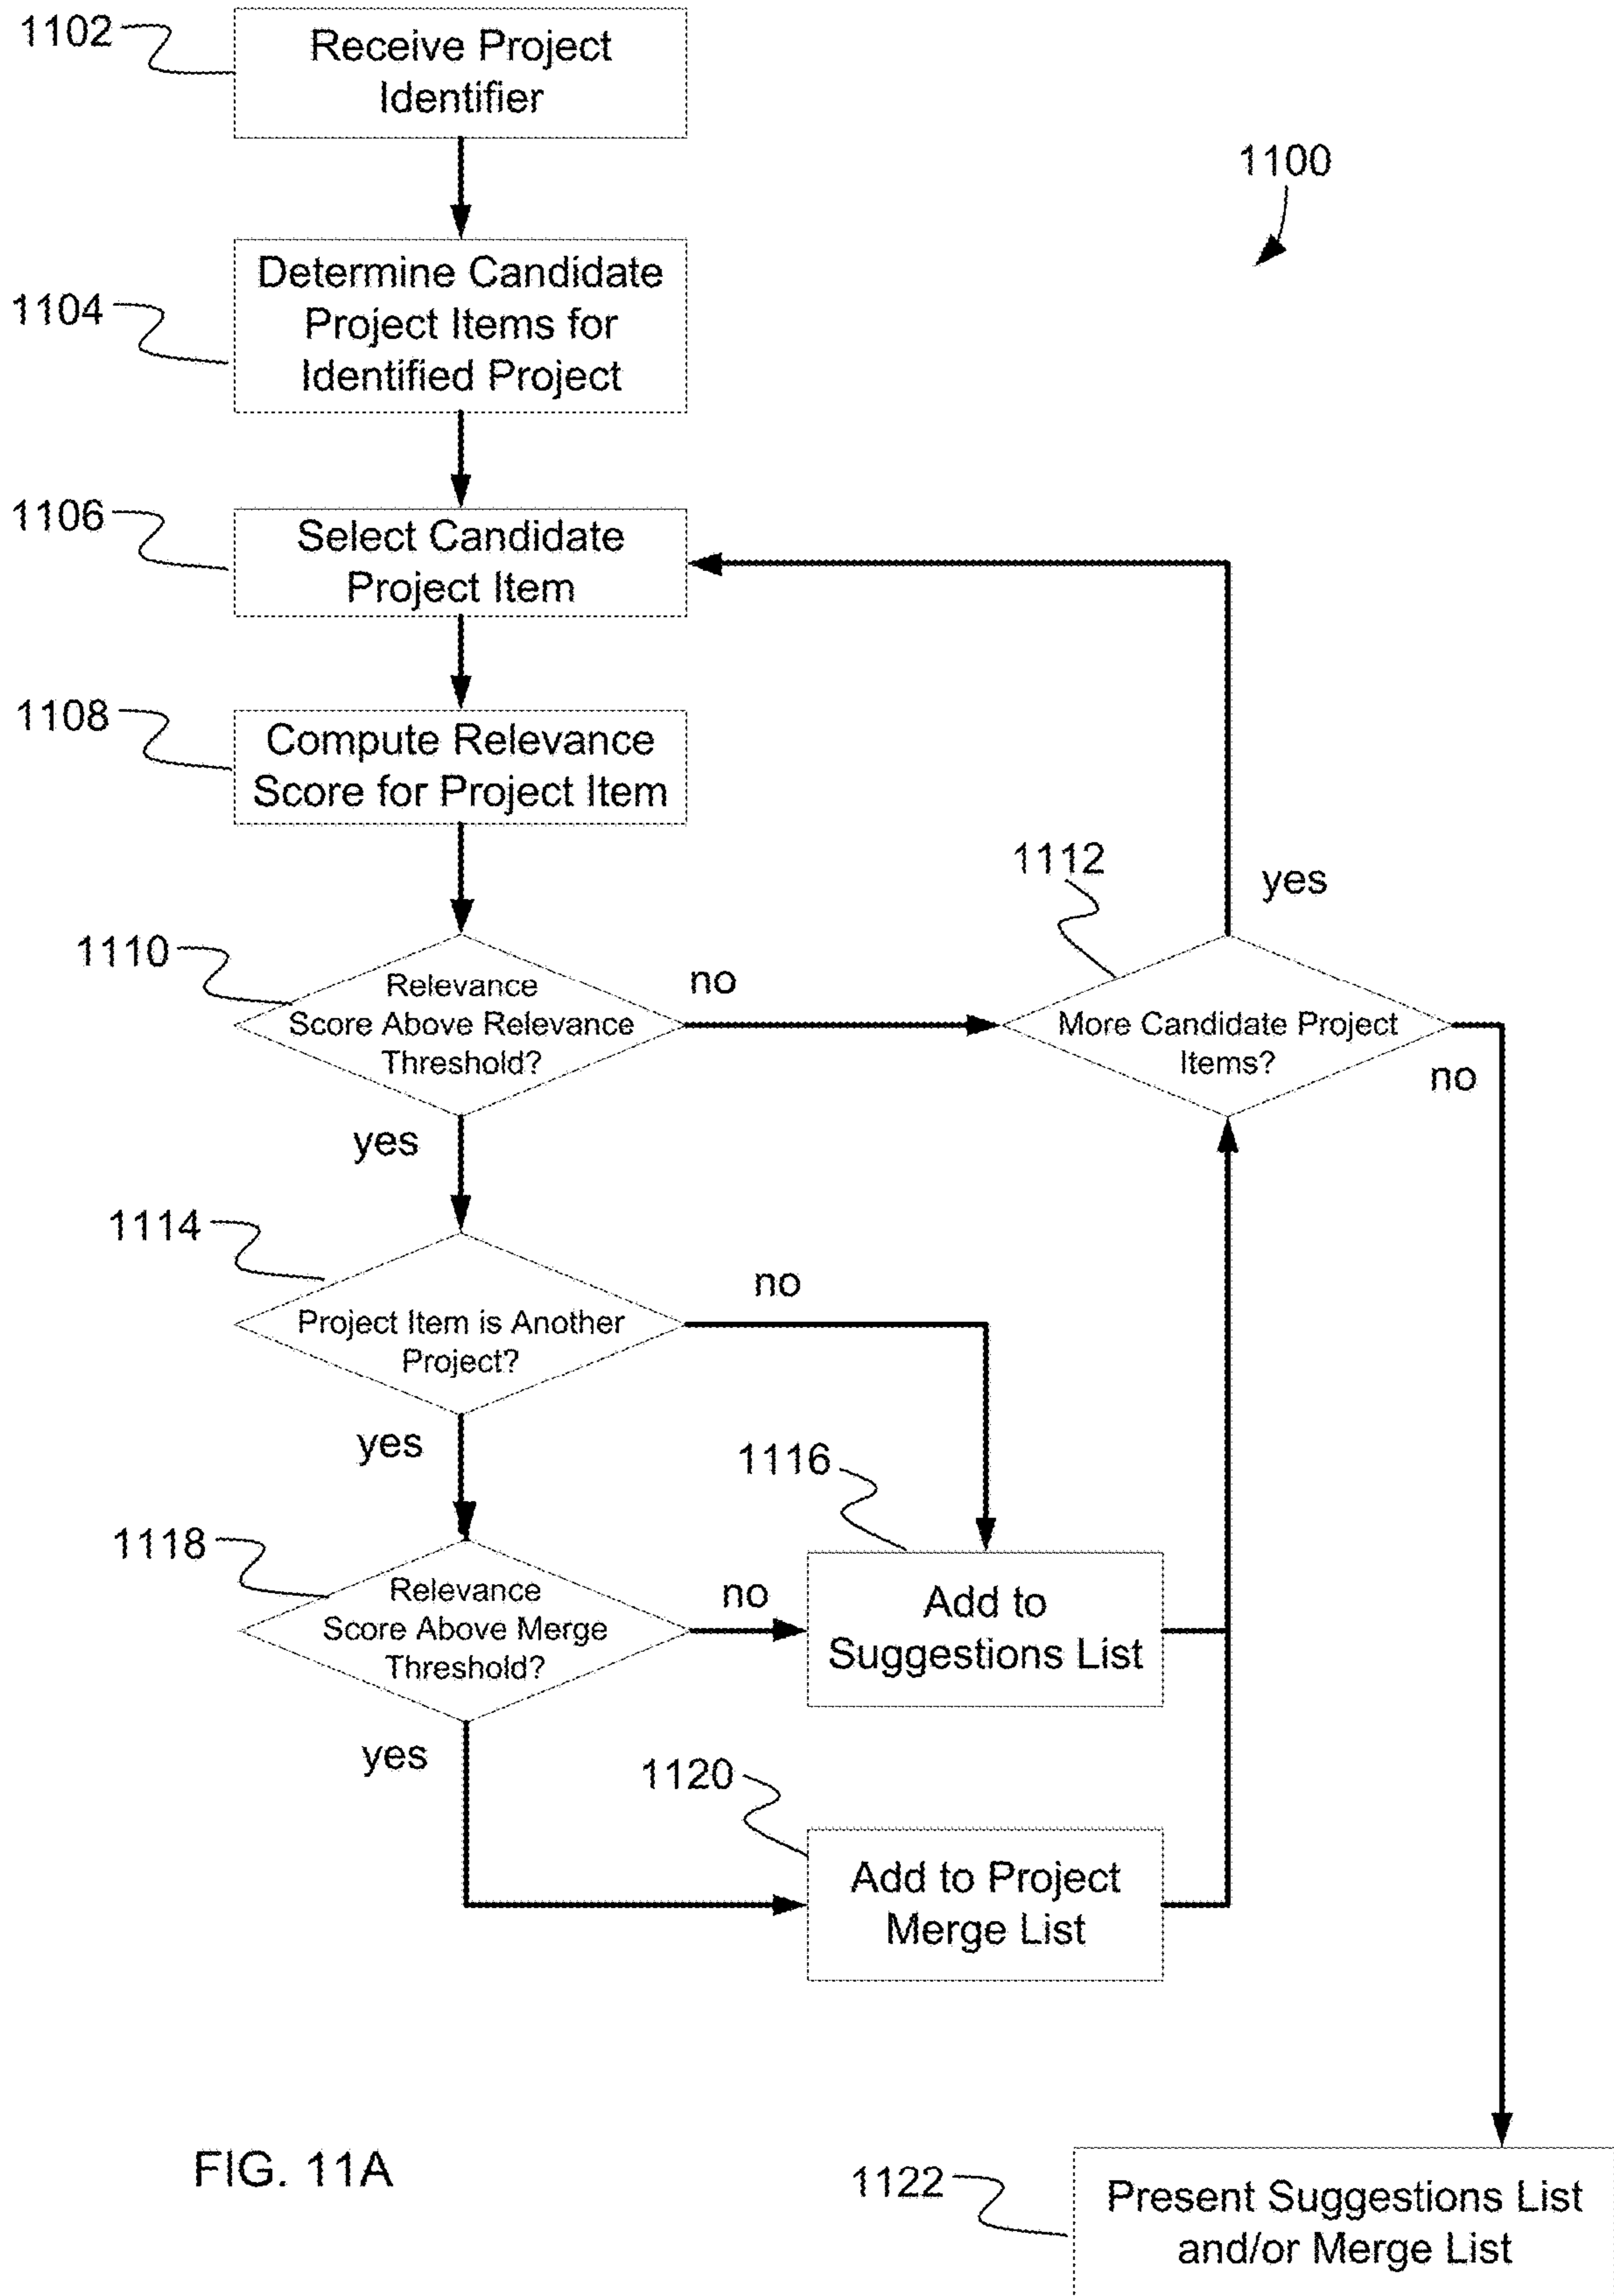 1102
Receive Project
Identifier
1100
1104
Determine Candidate
Project Items for
Identified Project
1106
Select Candidate
Project Item
1108
Compute Relevance
Score for Project Item
1112
yes
1110
Relevance
Score Above Relevance
Threshold?
no
More Candidate Project
Items?
no
yes
1114
Project Item is Another
Project?
no
yes
1116
1118
Relevance
Score Above Merge
Threshold?
no
Add to
Suggestions List
yes
1120
Add to Project
Merge List
FIG. 11A
1122
Present Suggestions List
and/or Merge List